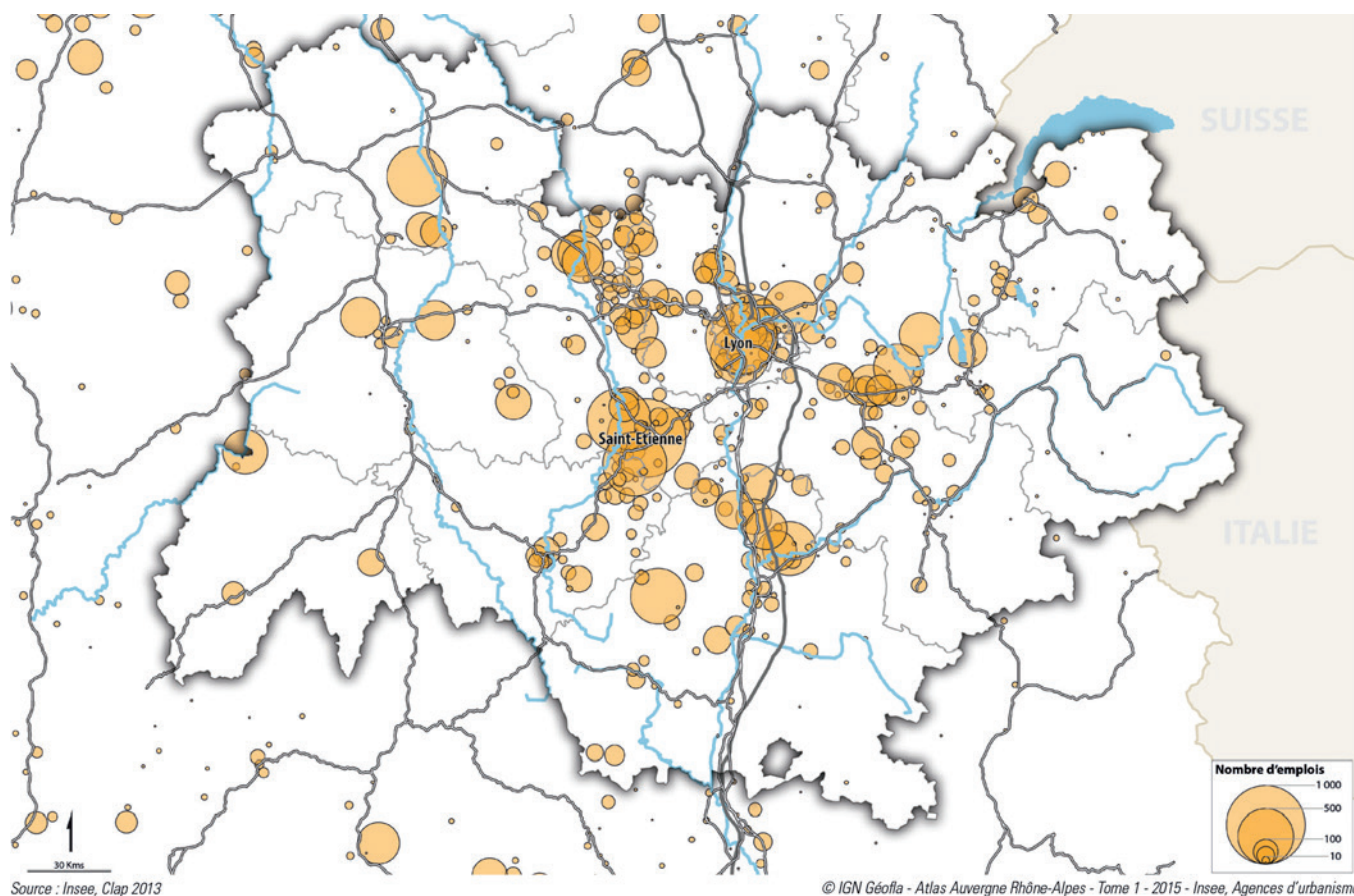 SUISSE
Lyon
Saint-Etienne
ITALIE
Nombre d'emplois
1 000
500
100
10
30 Kms
Source : Insee, Clap 2013
© IGN Géofla - Atlas Auvergne Rhône-Alpes - Tome 1 - 2015 - Insee, Agences d'urbanisme